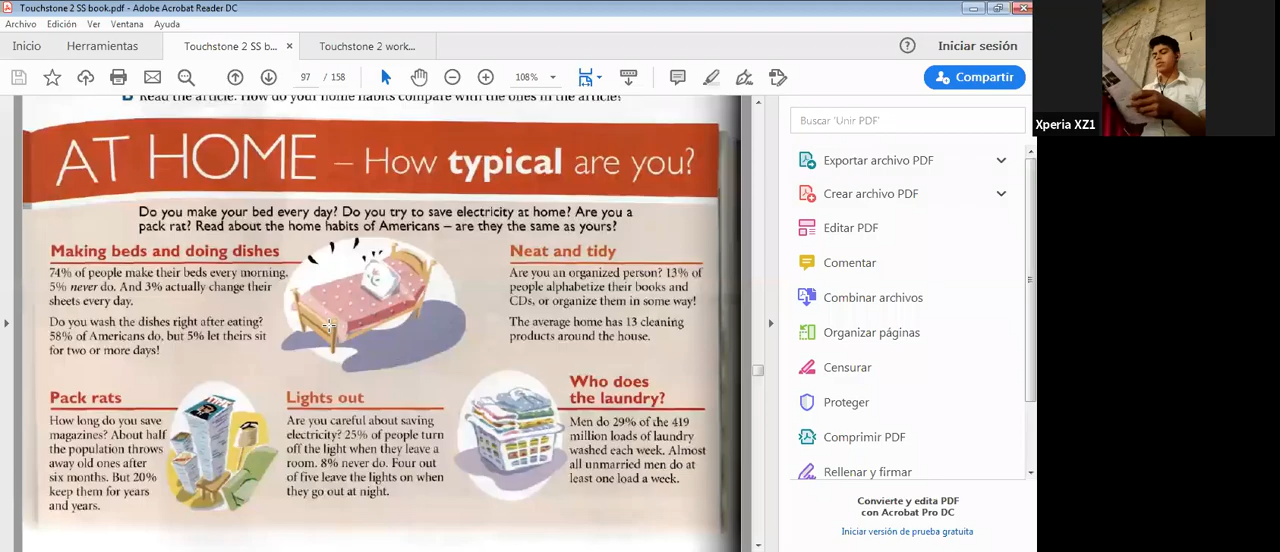 Touchstone 2 SS book.pdf - Adobe Acrobat Reader DC
Archivo Edición Ver Ventana Ayuda
Inicio Herramientas Touchstone 2 SS b... × Touchstone 2 work... Iniciar sesión
97 / 158 108% Compartir
Read the article. How do your home habits compare with the ones in the article?
AT HOME – How typical are you?
Do you make your bed every day? Do you try to save electricity at home? Are you a
pack rat? Read about the home habits of Americans – are they the same as yours?
Making beds and doing dishes
74% of people make their beds every morning.
5% never do. And 3% actually change their
sheets every day.
Do you wash the dishes right after eating?
58% of Americans do, but 5% let theirs sit
for two or more days!
Neat and tidy
Are you an organized person? 13% of
people alphabetize their books and
CDs, or organize them in some way!
The average home has 13 cleaning
products around the house.
Pack rats
How long do you save
magazines? About half
the population throws
away old ones after
six months. But 20%
keep them for years
and years.
Lights out
Are you careful about saving
electricity? 25% of people turn
off the light when they leave a
room. 8% never do. Four out
of five leave the lights on when
they go out at night.
Who does
the laundry?
Men do 29% of the 419
million loads of laundry
washed each week. Almost
all unmarried men do at
least one load a week.
Buscar 'Unir PDF'
Exportar archivo PDF
Crear archivo PDF
Editar PDF
Comentar
Combinar archivos
Organizar páginas
Censurar
Proteger
Comprimir PDF
Rellenar y firmar
Convierte y edita PDF
con Acrobat Pro DC
Iniciar versión de prueba gratuita
Xperia XZ1